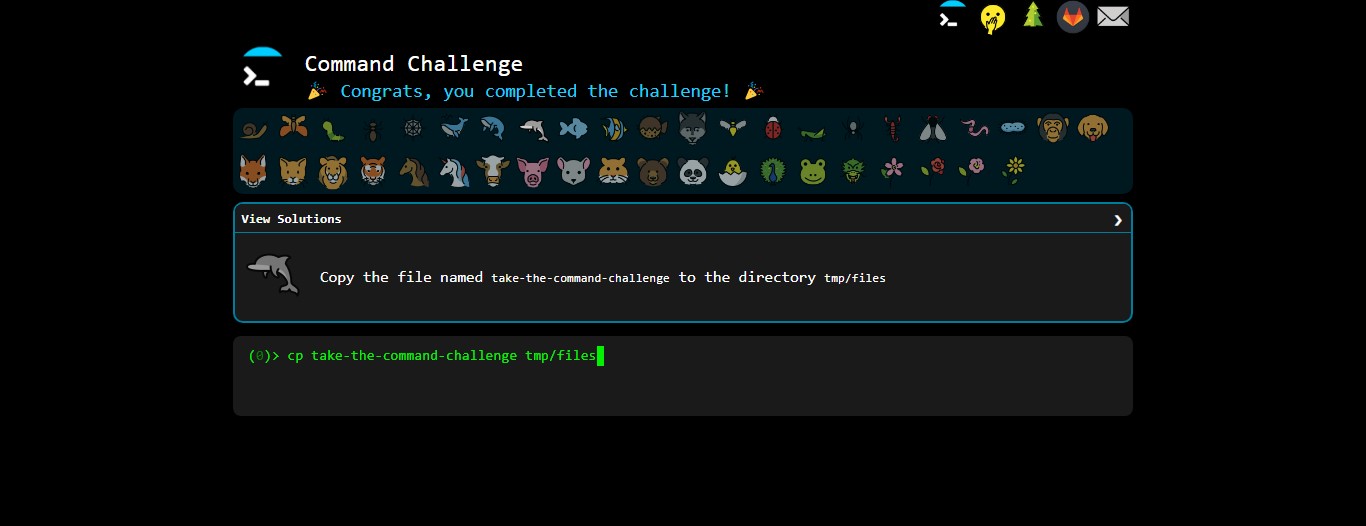 Command Challenge
🎉 Congrats, you completed the challenge! 🎉
View Solutions ❯
Copy the file named take-the-command-challenge to the directory tmp/files
(0)> cp take-the-command-challenge tmp/files